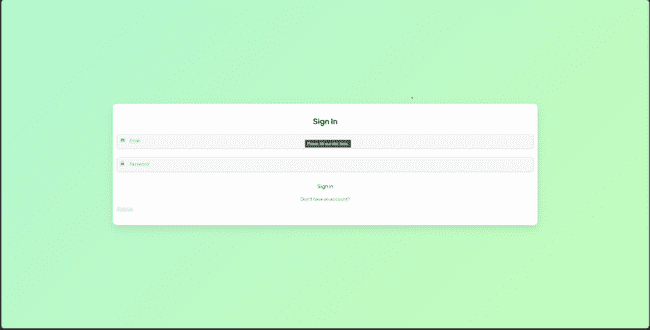 Sign In
Email
Password
Sign in
Don't have an account?